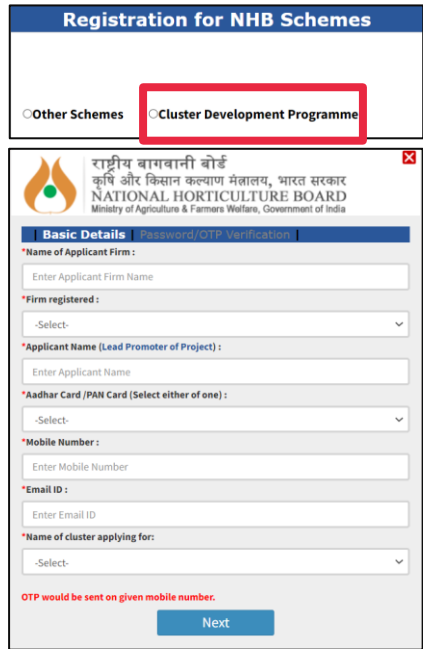 Registration for NHB Schemes
Other Schemes Cluster Development Programme
राष्ट्रीय बागवानी बोर्ड
कृषि और किसान कल्याण मंत्रालय, भारत सरकार
NATIONAL HORTICULTURE BOARD
Ministry of Agriculture & Farmers Welfare, Government of India
| Basic Details | Password/OTP Verification |
*Name of Applicant Firm :
Enter Applicant Firm Name
*Firm registered :
-Select-
*Applicant Name (Lead Promoter of Project) :
Enter Applicant Name
*Aadhar Card /PAN Card (Select either of one) :
-Select-
*Mobile Number :
Enter Mobile Number
*Email ID :
Enter Email ID
*Name of cluster applying for:
-Select-
OTP would be sent on given mobile number.
Next